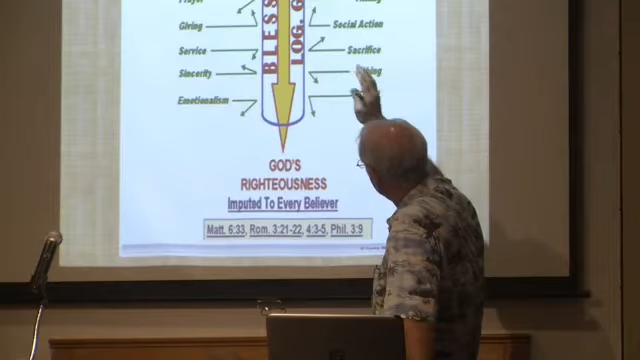 Prayer
Giving
Social Action
Service
Sacrifice
Sincerity
Emotionalism
BLESS
LOG. G
GOD'S
RIGHTEOUSNESS
Imputed To Every Believer
Matt. 6:33, Rom. 3:21-22, 4:3-5, Phil. 3:9